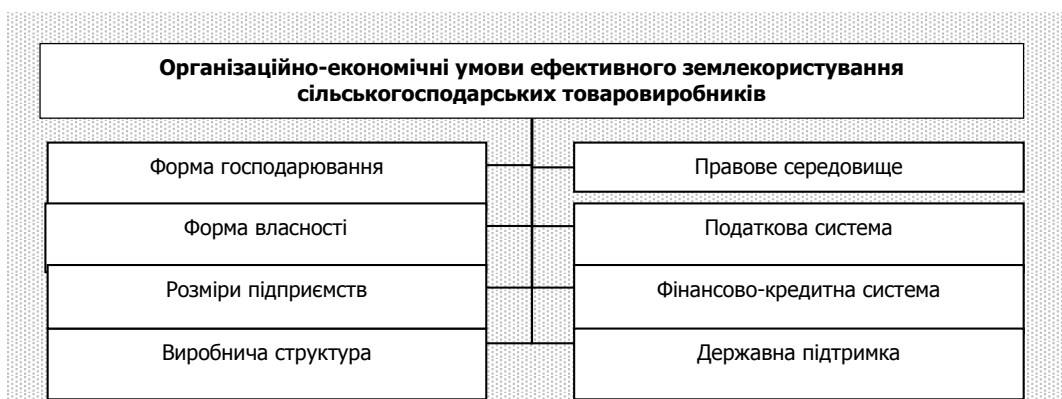 Організаційно-економічні умови ефективного землекористування
сільськогосподарських товаровиробників
Форма господарювання
Правове середовище
Форма власності
Податкова система
Розміри підприємств
Фінансово-кредитна система
Виробнича структура
Державна підтримка